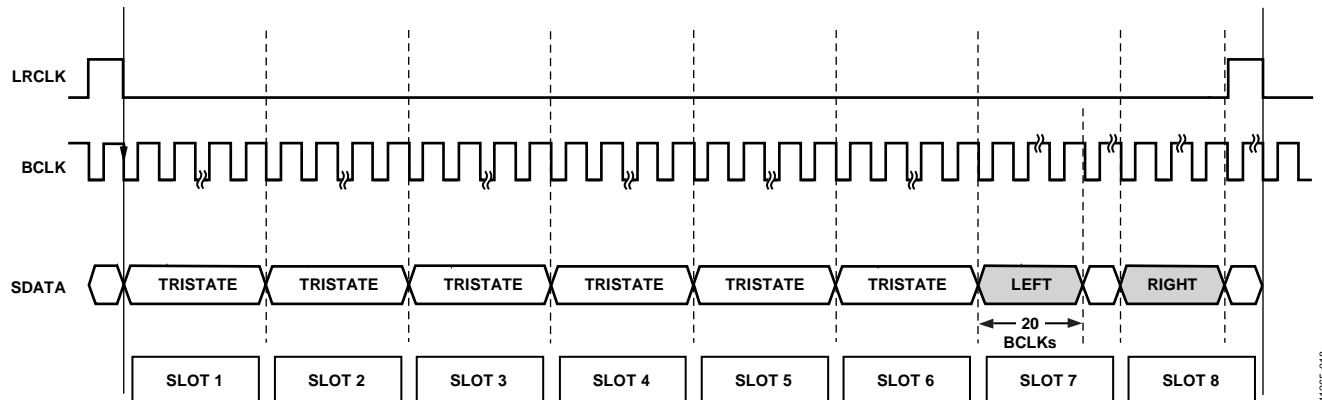 LRCLK
BCLK
SDATA
TRISTATE TRISTATE TRISTATE TRISTATE TRISTATE TRISTATE LEFT RIGHT
20
BCLKs
SLOT 1 SLOT 2 SLOT 3 SLOT 4 SLOT 5 SLOT 6 SLOT 7 SLOT 8